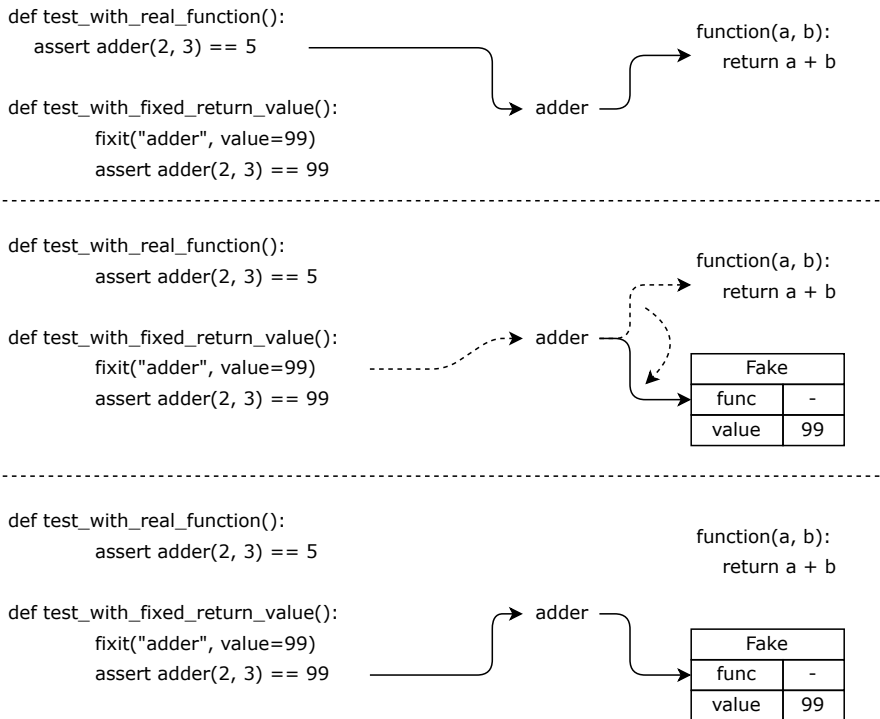 def test_with_real_function():
assert adder(2, 3) == 5
function(a, b):
return a + b
adder
def test_with_fixed_return_value():
fixit("adder", value=99)
assert adder(2, 3) == 99
def test_with_real_function():
assert adder(2, 3) == 5
function(a, b):
return a + b
def test_with_fixed_return_value():
fixit("adder", value=99)
assert adder(2, 3) == 99
adder
Fake
func -
value 99
def test_with_real_function():
assert adder(2, 3) == 5
function(a, b):
return a + b
def test_with_fixed_return_value():
fixit("adder", value=99)
assert adder(2, 3) == 99
adder
Fake
func -
value 99